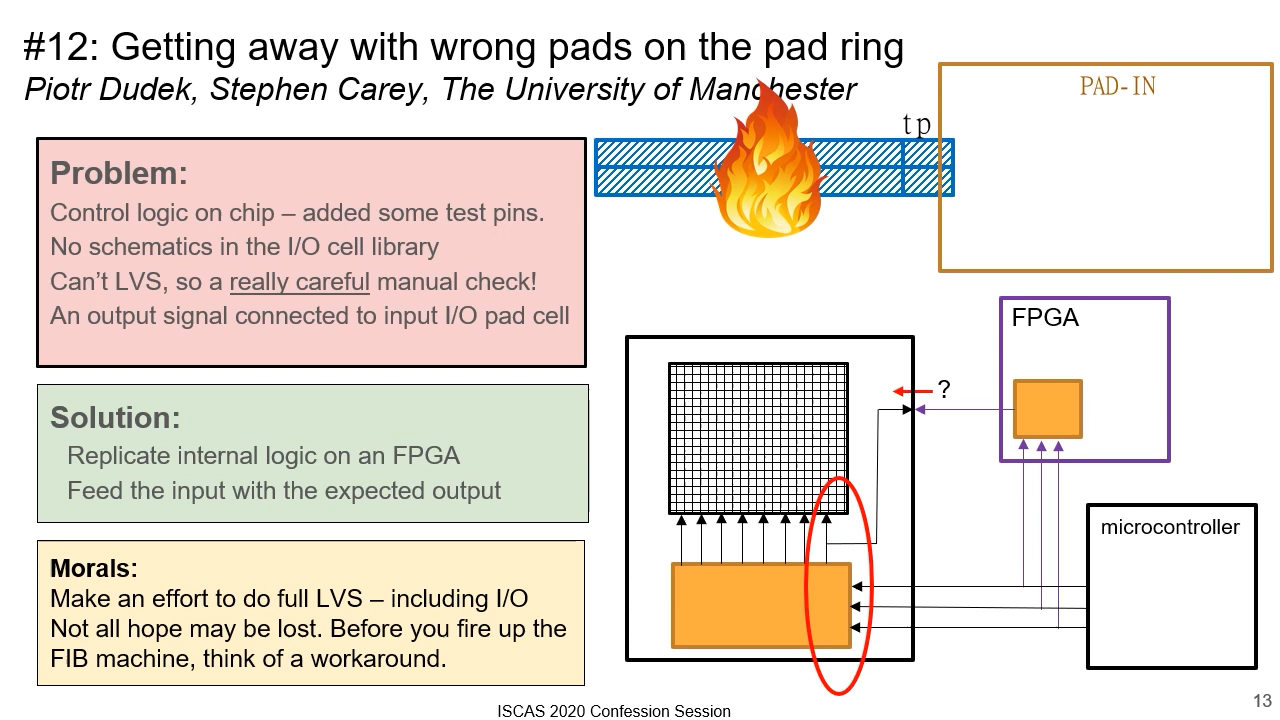 #12: Getting away with wrong pads on the pad ring
Piotr Dudek, Stephen Carey, The University of Manchester
PAD-IN
tp
Problem:
Control logic on chip – added some test pins.
No schematics in the I/O cell library
Can’t LVS, so a really careful manual check!
An output signal connected to input I/O pad cell
FPGA
?
Solution:
Replicate internal logic on an FPGA
Feed the input with the expected output
microcontroller
Morals:
Make an effort to do full LVS – including I/O
Not all hope may be lost. Before you fire up the
FIB machine, think of a workaround.
ISCAS 2020 Confession Session
13